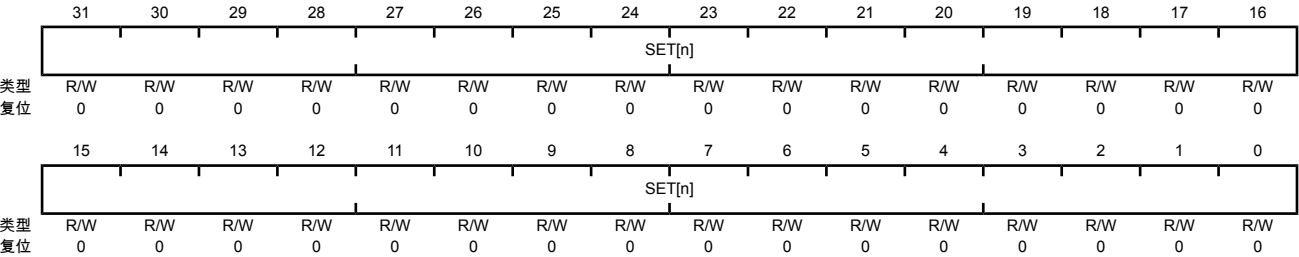 31 30 29 28 27 26 25 24 23 22 21 20 19 18 17 16
SET[n]
类型 R/W R/W R/W R/W R/W R/W R/W R/W R/W R/W R/W R/W R/W R/W R/W R/W
复位 0 0 0 0 0 0 0 0 0 0 0 0 0 0 0 0
15 14 13 12 11 10 9 8 7 6 5 4 3 2 1 0
SET[n]
类型 R/W R/W R/W R/W R/W R/W R/W R/W R/W R/W R/W R/W R/W R/W R/W R/W
复位 0 0 0 0 0 0 0 0 0 0 0 0 0 0 0 0